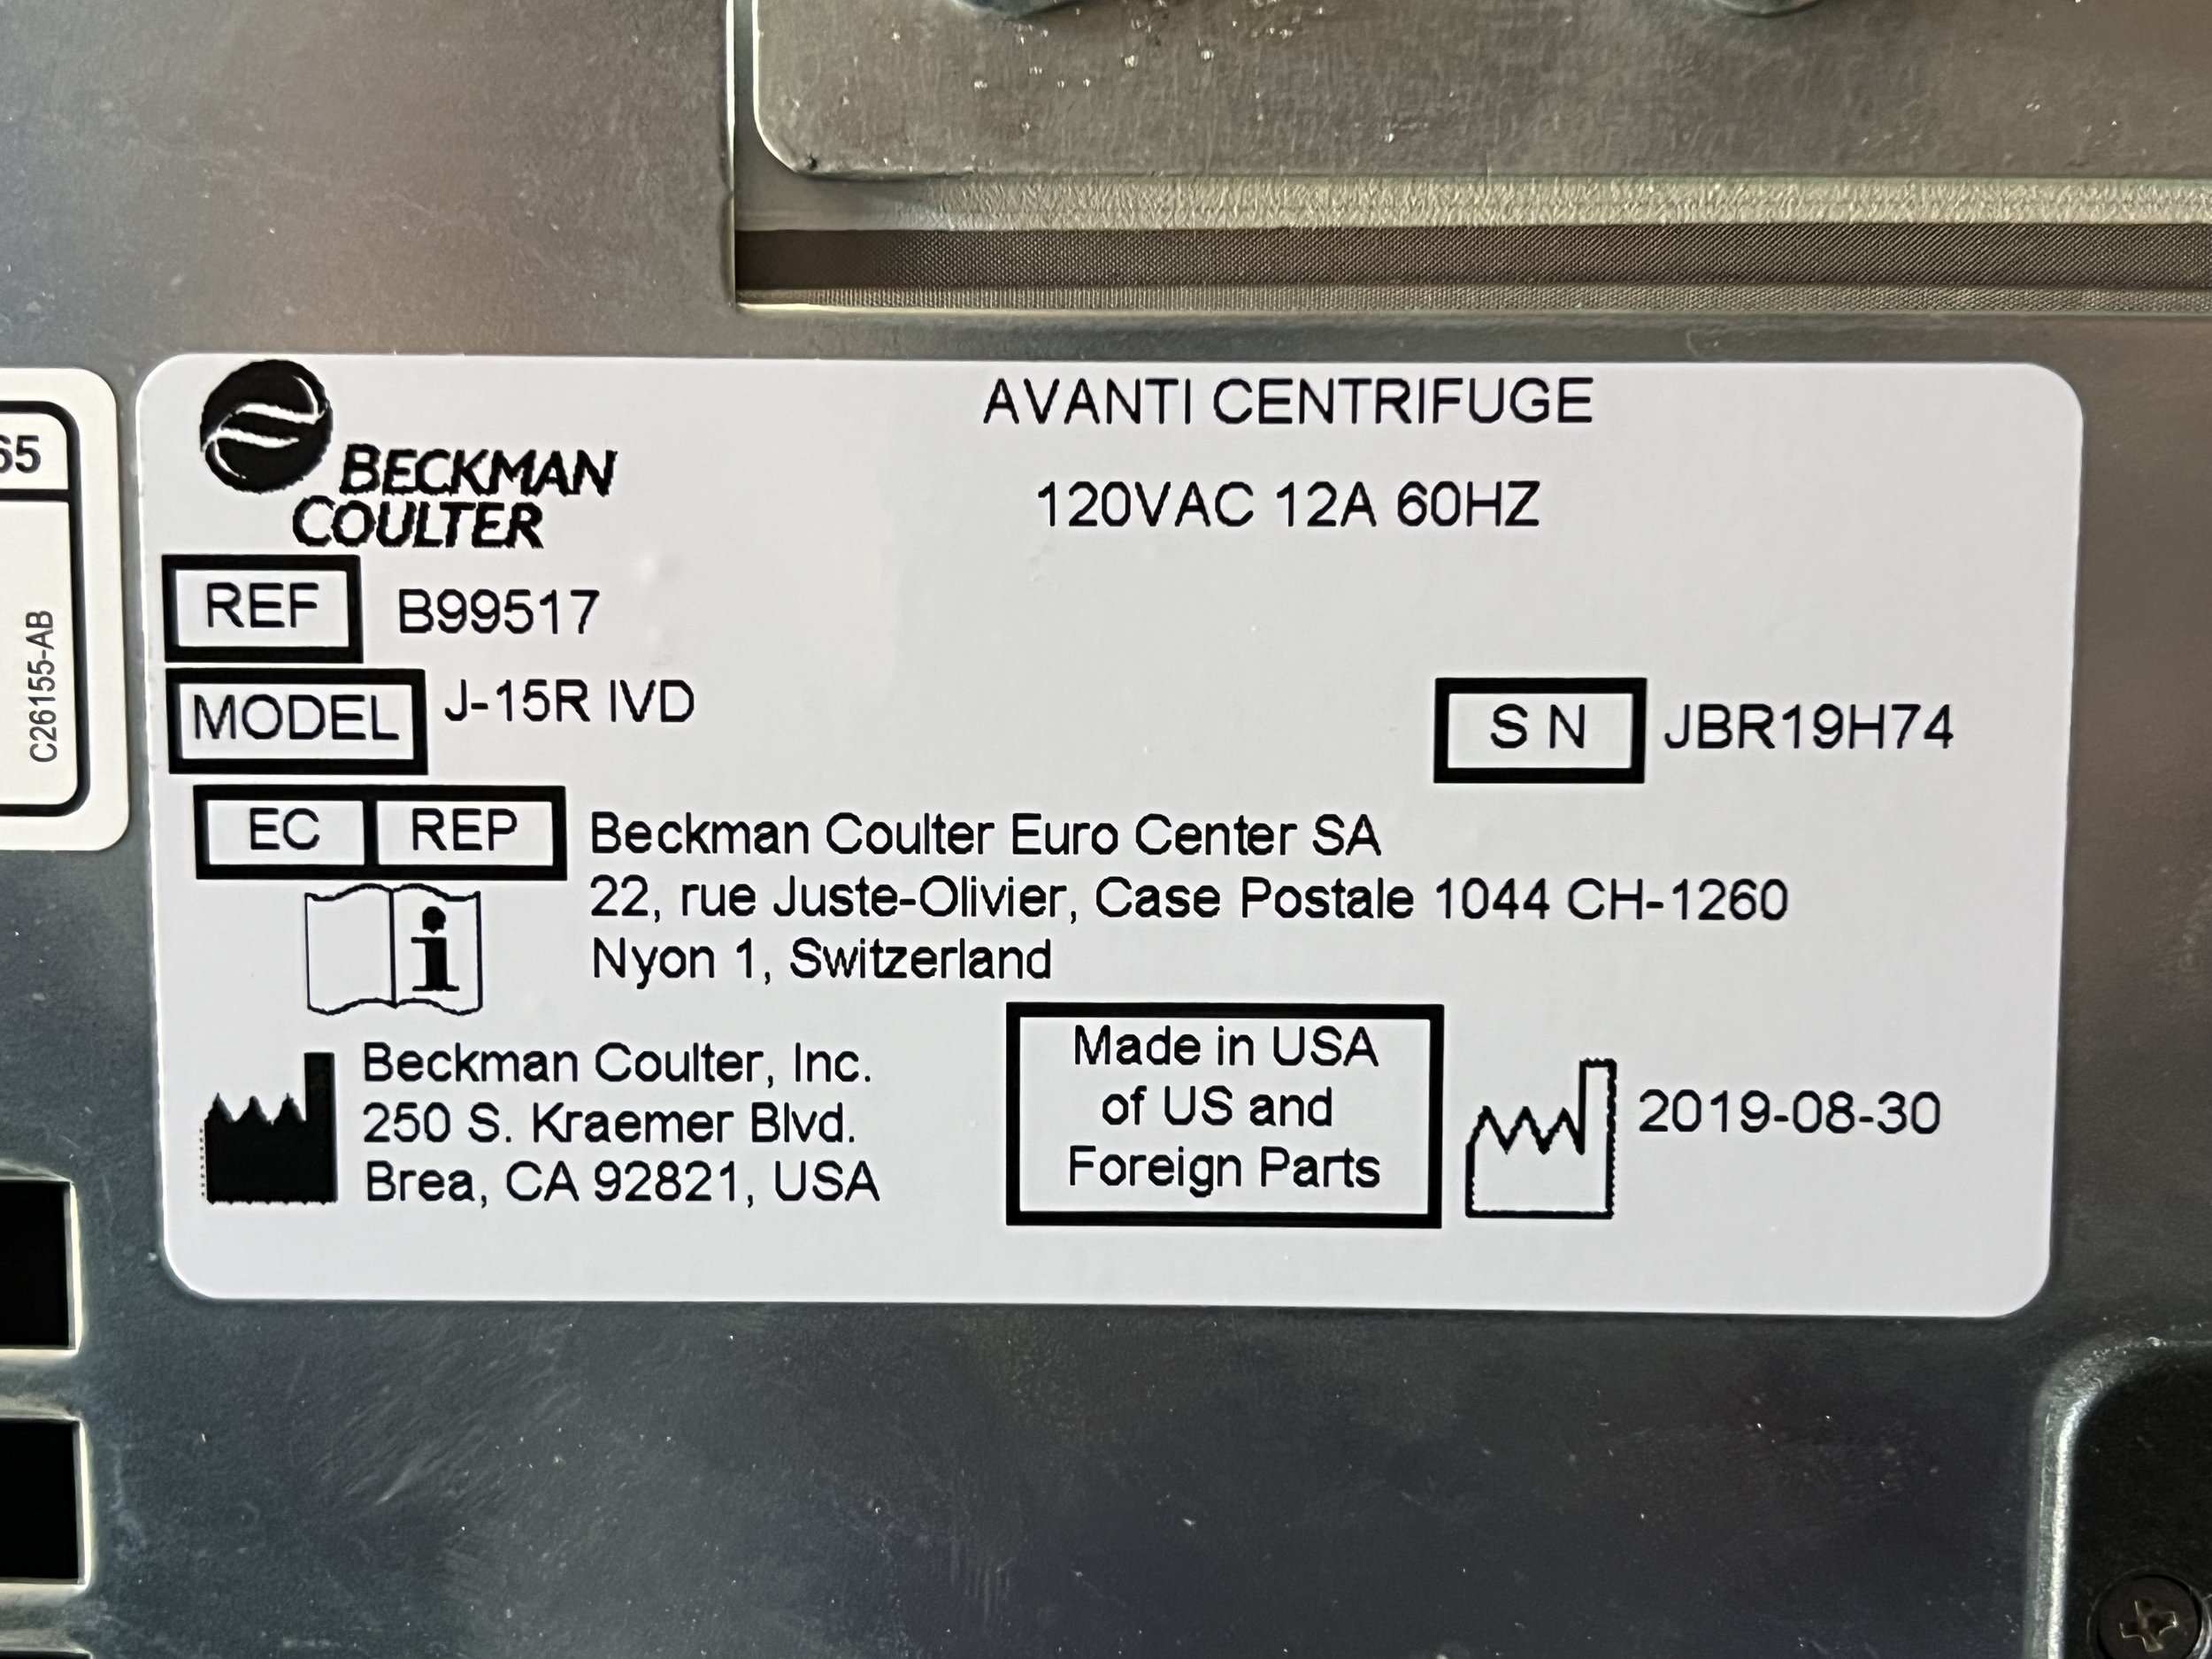 65
C26155-AB
BECKMAN
COULTER
AVANTI CENTRIFUGE
120VAC 12A 60HZ
REF B99517
MODEL J-15R IVD
S N JBR19H74
EC REP Beckman Coulter Euro Center SA
22, rue Juste-Olivier, Case Postale 1044 CH-1260
Nyon 1, Switzerland
i
Beckman Coulter, Inc.
250 S. Kraemer Blvd.
Brea, CA 92821, USA
Made in USA
of US and
Foreign Parts
2019-08-30